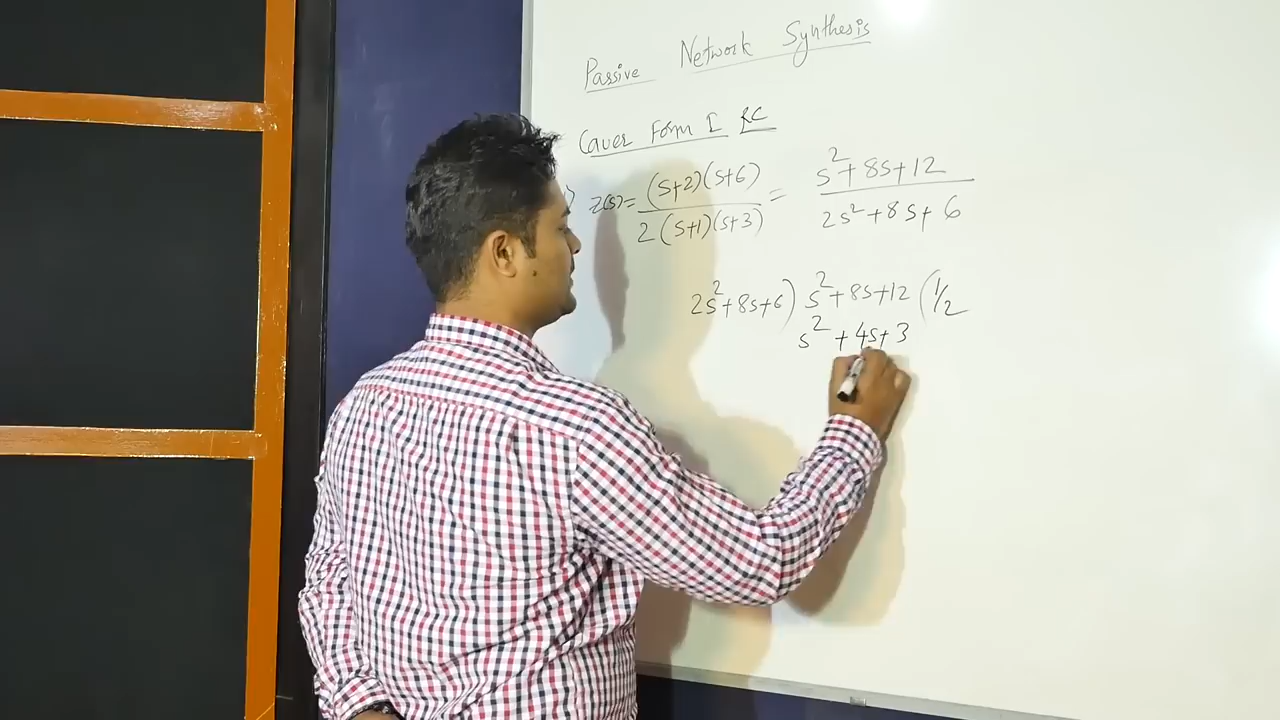 Passive Network Synthesis
Cauer Form I RC
) Z(s) = (s+2)(s+6) / 2(s+1)(s+3) = s²+8s+12 / 2s²+8s+6
2s²+8s+6) s²+8s+12 (1/2
s²+4s+3